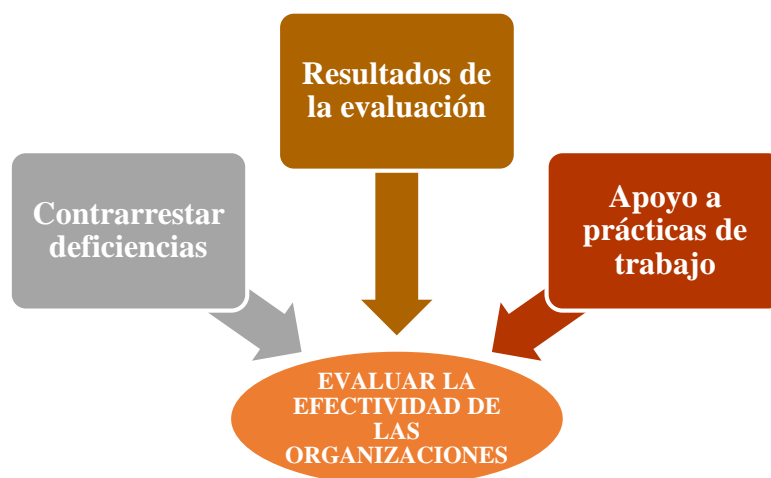 Resultados de
la evaluación
Contrarrestar
deficiencias
Apoyo a
prácticas de
trabajo
EVALUAR LA
EFECTIVIDAD DE
LAS
ORGANIZACIONES